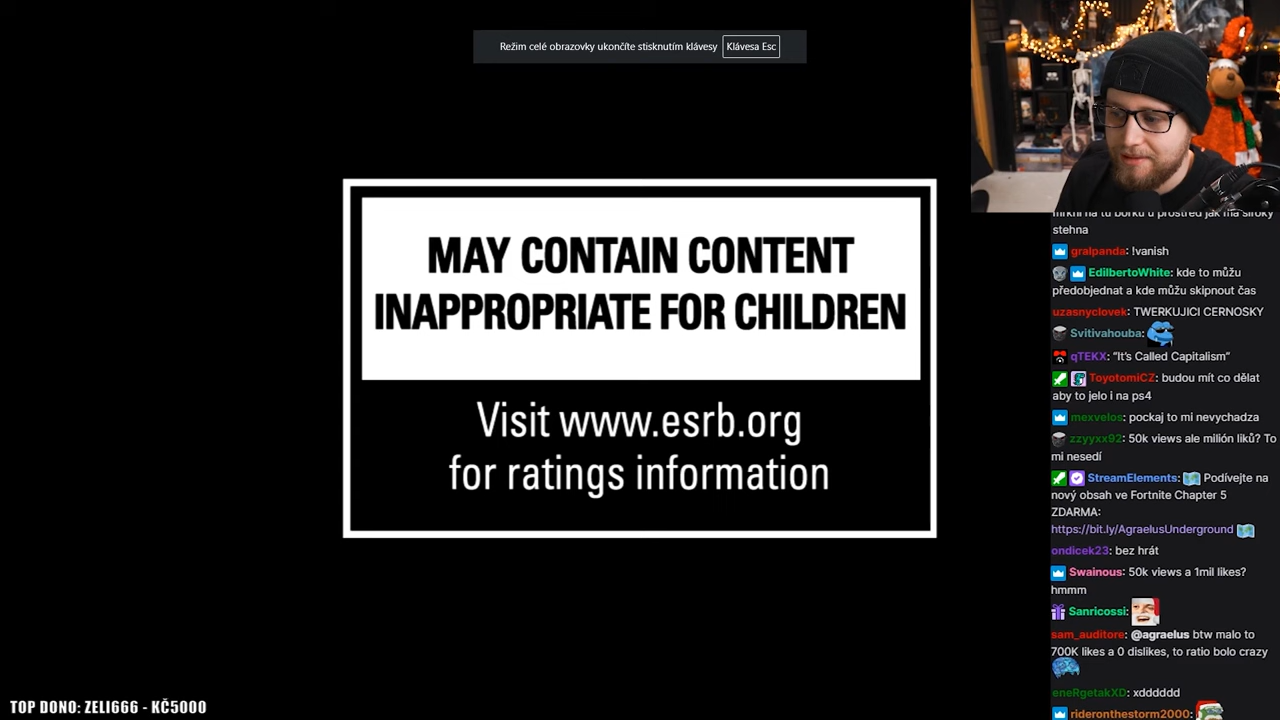 Režim celé obrazovky ukončíte stisknutím klávesy Klávesa Esc
MAY CONTAIN CONTENT
INAPPROPRIATE FOR CHILDREN
Visit www.esrb.org
for ratings information
mrkni na tu borku u prostřed jak má široký
stehna
gralpanda: !vanish
EdilbertoWhite: kde to můžu
předobjednat a kde můžu skipnout čas
uzasnyclovek: TWERKUJICI CERNOSKY
Svitivahouba:
qTEKX: “It’s Called Capitalism”
ToyotomiCZ: budou mít co dělat
aby to jelo i na ps4
mexvelos: pockaj to mi nevychadza
zzyyxx92: 50k views ale milión liků? To
mi nesedí
StreamElements: Podívejte na
nový obsah ve Fortnite Chapter 5
ZDARMA:
https://bit.ly/AgraelusUnderground
ondicek23: bez hrát
Swainous: 50k views a 1mil likes?
hmmm
Sanricossi:
sam_auditore: @agraelus btw malo to
700K likes a 0 dislikes, to ratio bolo crazy
eneRgetakXD: xdddddd
rideronthestorm2000:
TOP DONO: ZELI666 - KČ5000